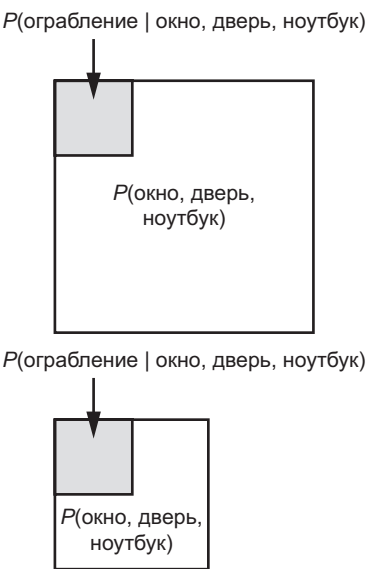 P(ограбление | окно, дверь, ноутбук)
P(окно, дверь,
ноутбук)
P(ограбление | окно, дверь, ноутбук)
P(окно, дверь,
ноутбук)